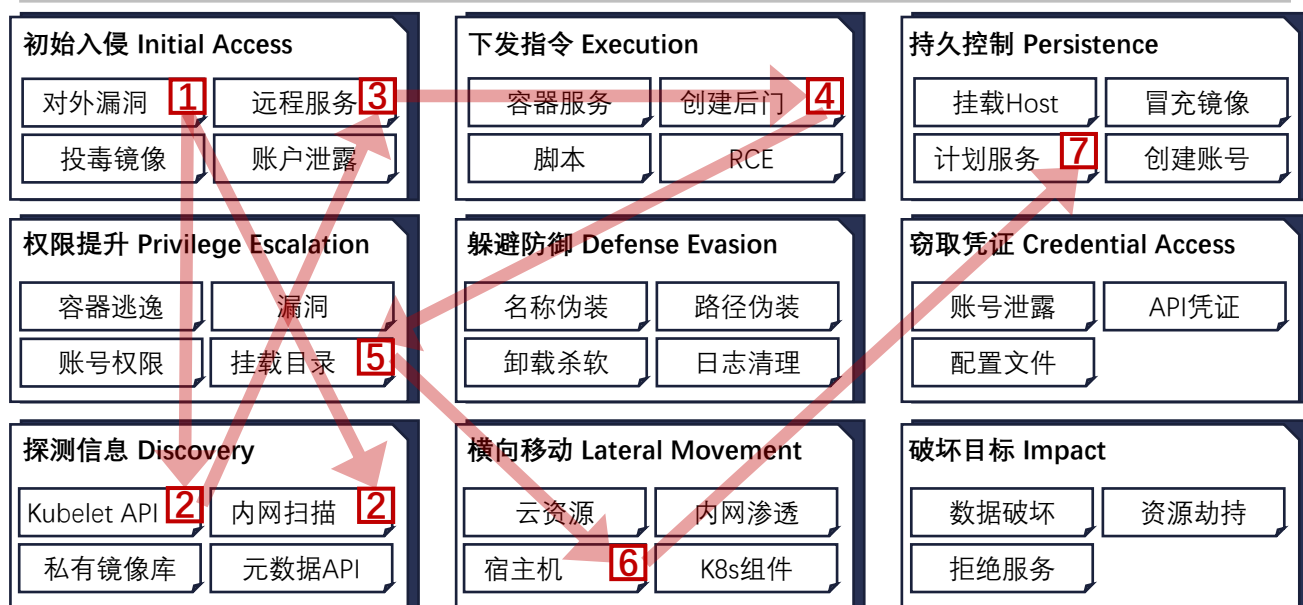 初始入侵 Initial Access
对外漏洞 1
远程服务 3
投毒镜像
账户泄露
下发指令 Execution
容器服务
创建后门 4
脚本
RCE
持久控制 Persistence
挂载Host
冒充镜像
计划服务 7
创建账号
权限提升 Privilege Escalation
容器逃逸
漏洞
账号权限
挂载目录 5
躲避防御 Defense Evasion
名称伪装
路径伪装
卸载杀软
日志清理
窃取凭证 Credential Access
账号泄露
API凭证
配置文件
探测信息 Discovery
Kubelet API 2
内网扫描 2
私有镜像库
元数据API
横向移动 Lateral Movement
云资源
内网渗透
宿主机 6
K8s组件
破坏目标 Impact
数据破坏
资源劫持
拒绝服务